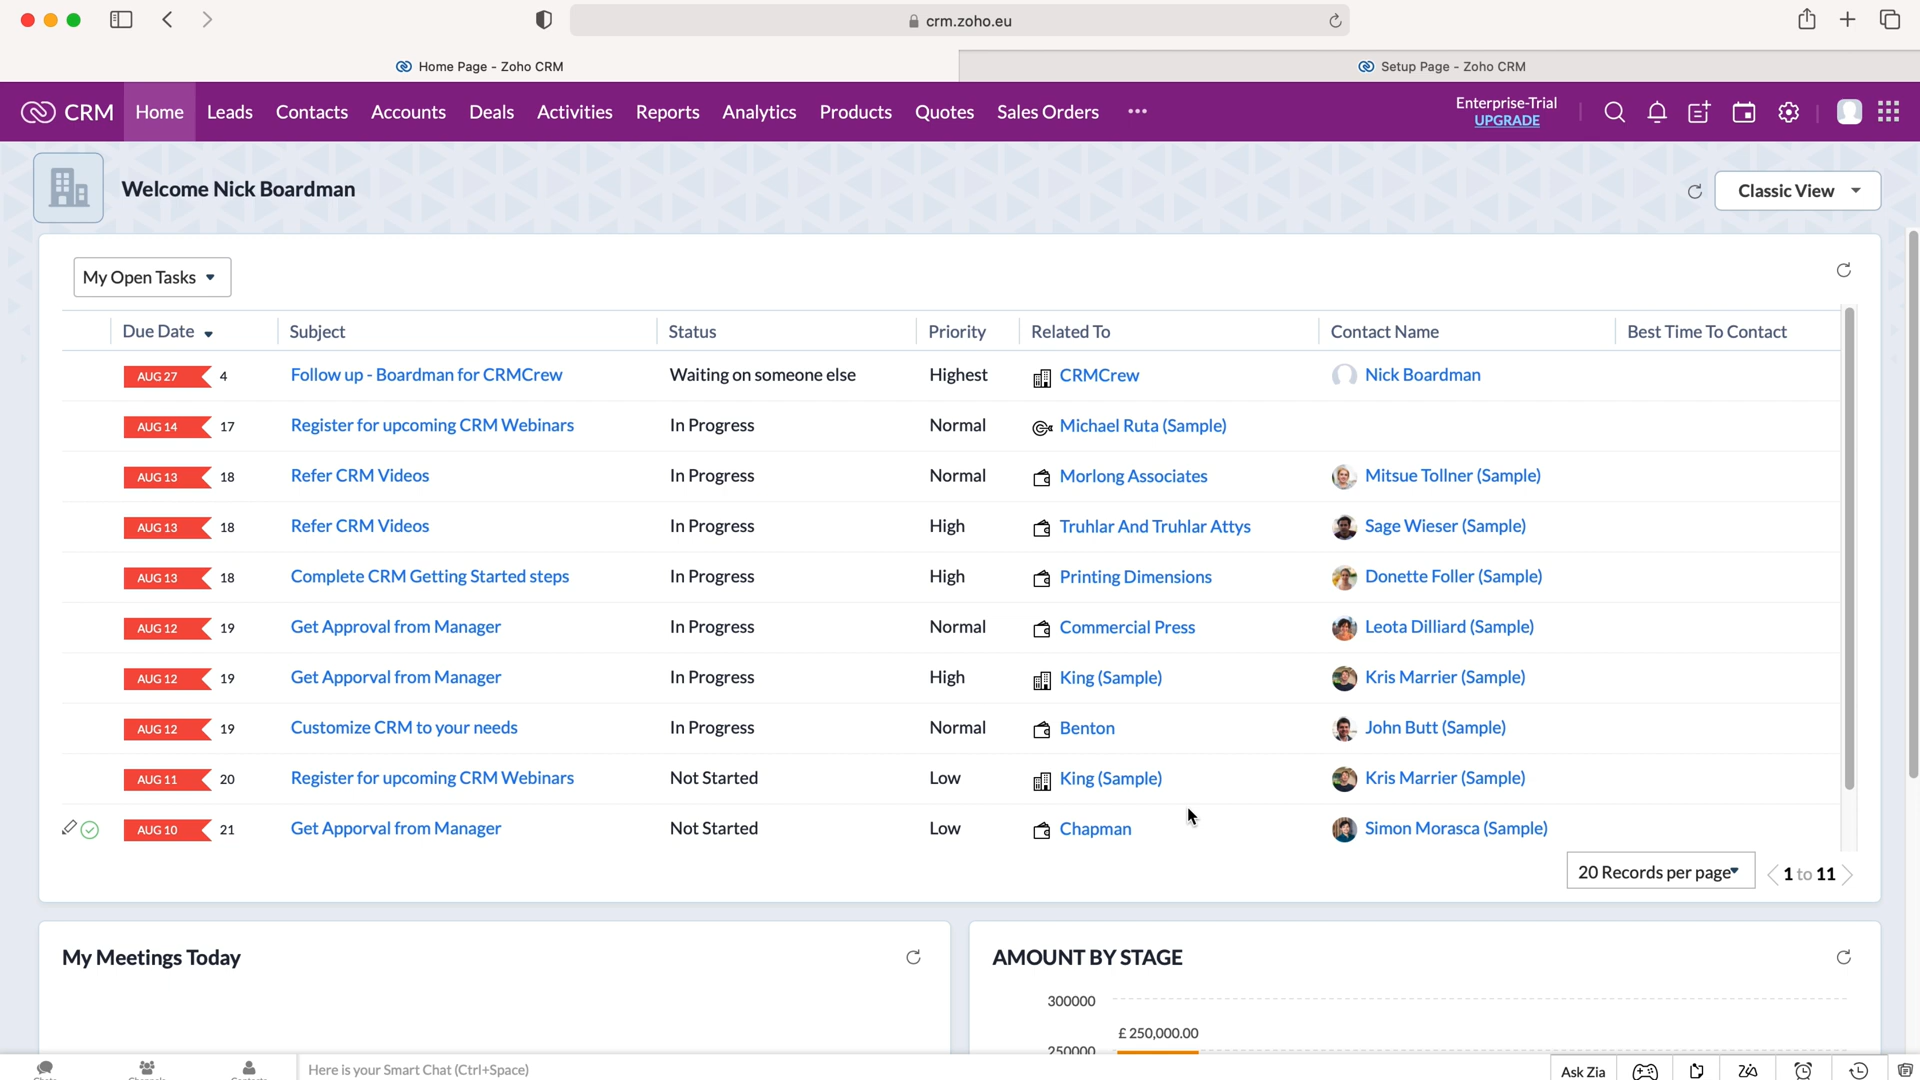 crm.zoho.eu
Home Page - Zoho CRM
Setup Page - Zoho CRM
CRM Home Leads Contacts Accounts Deals Activities Reports Analytics Products Quotes Sales Orders
Enterprise-Trial
UPGRADE
Welcome Nick Boardman
Classic View
My Open Tasks
Due Date Subject Status Priority Related To Contact Name Best Time To Contact
AUG 27 4 Follow up - Boardman for CRMCrew Waiting on someone else Highest CRMCrew Nick Boardman
AUG 14 17 Register for upcoming CRM Webinars In Progress Normal Michael Ruta (Sample)
AUG 13 18 Refer CRM Videos In Progress Normal Morlong Associates Mitsue Tollner (Sample)
AUG 13 18 Refer CRM Videos In Progress High Truhlar And Truhlar Attys Sage Wieser (Sample)
AUG 13 18 Complete CRM Getting Started steps In Progress High Printing Dimensions Donette Foller (Sample)
AUG 12 19 Get Approval from Manager In Progress Normal Commercial Press Leota Dilliard (Sample)
AUG 12 19 Get Apporval from Manager In Progress High King (Sample) Kris Marrier (Sample)
AUG 12 19 Customize CRM to your needs In Progress Normal Benton John Butt (Sample)
AUG 11 20 Register for upcoming CRM Webinars Not Started Low King (Sample) Kris Marrier (Sample)
AUG 10 21 Get Apporval from Manager Not Started Low Chapman Simon Morasca (Sample)
20 Records per page 1 to 11
My Meetings Today
AMOUNT BY STAGE
300000
£ 250,000.00
250000
Here is your Smart Chat (Ctrl+Space)
Ask Zia